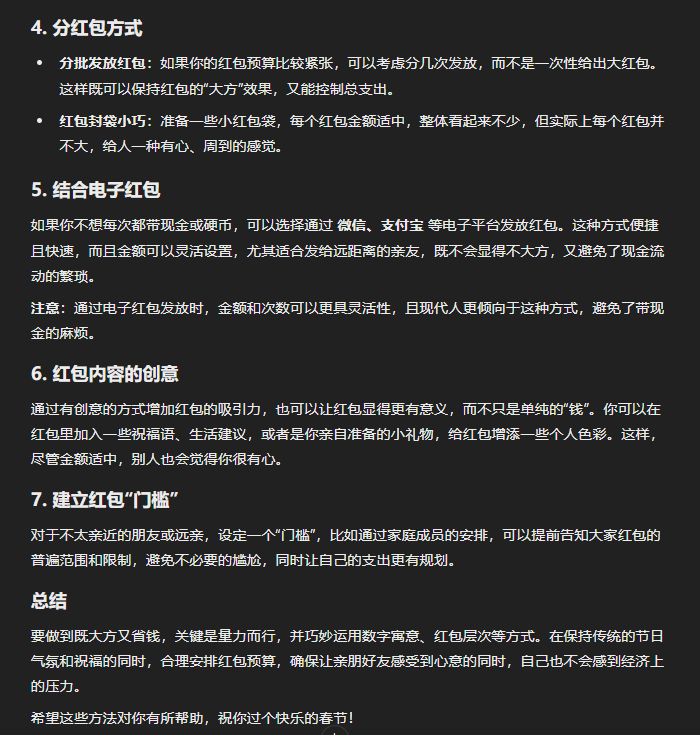 4. 分红包方式
• 分批发放红包：如果你的红包预算比较紧张，可以考虑分几次发放，而不是一次性给出大红包。
这样既可以保持红包的“大方”效果，又能控制总支出。
• 红包封袋小巧：准备一些小红包袋，每个红包金额适中，整体看起来不少，但实际上每个红包并
不大，给人一种有心、周到的感觉。
5. 结合电子红包
如果你不想每次都带现金或硬币，可以选择通过 微信、支付宝 等电子平台发放红包。这种方式便捷
且快速，而且金额可以灵活设置，尤其适合发给远距离的亲友，既不会显得不大方，又避免了现金流
动的繁琐。
注意：通过电子红包发放时，金额和次数可以更具灵活性，且现代人更倾向于这种方式，避免了带现
金的麻烦。
6. 红包内容的创意
通过有创意的方式增加红包的吸引力，也可以让红包显得更有意义，而不只是单纯的“钱”。你可以在
红包里加入一些祝福语、生活建议，或者是你亲自准备的小礼物，给红包增添一些个人色彩。这样，
尽管金额适中，别人也会觉得你很有心。
7. 建立红包“门槛”
对于不太亲近的朋友或远亲，设定一个“门槛”，比如通过家庭成员的安排，可以提前告知大家红包的
普遍范围和限制，避免不必要的尴尬，同时让自己的支出更有规划。
总结
要做到既大方又省钱，关键是量力而行，并巧妙运用数字寓意、红包层次等方式。在保持传统的节日
气氛和祝福的同时，合理安排红包预算，确保让亲朋好友感受到心意的同时，自己也不会感到经济上
的压力。
希望这些方法对你有所帮助，祝你过个快乐的春节！